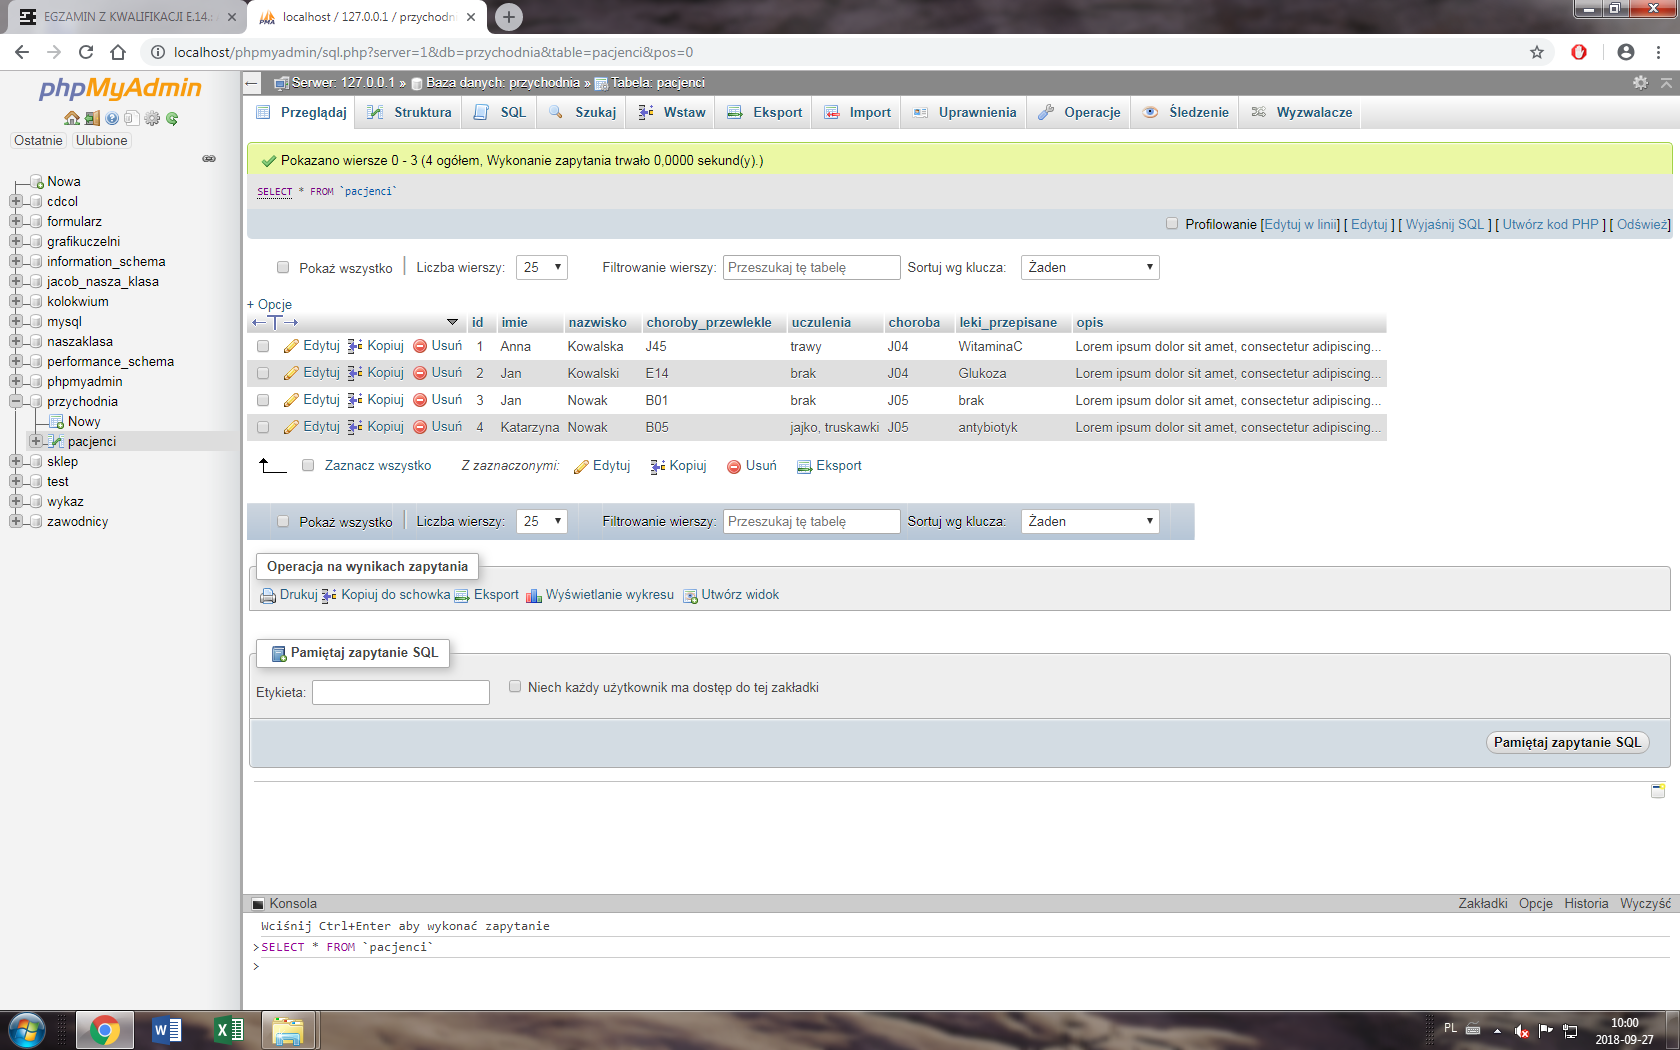 EGZAMIN Z KWALIFIKACJI E.14.
localhost / 127.0.0.1 / przychodni
localhost/phpmyadmin/sql.php?server=1&db=przychodnia&table=pacjenci&pos=0
phpMyAdmin
Ostatnie Ulubione
Nowa
cdcol
formularz
grafikuczelni
information_schema
jacob_nasza_klasa
kolokwium
mysql
naszaklasa
performance_schema
phpmyadmin
przychodnia
Nowy
pacjenci
sklep
test
wykaz
zawodnicy
Serwer: 127.0.0.1 » Baza danych: przychodnia » Tabela: pacjenci
Przeglądaj Struktura SQL Szukaj Wstaw Eksport Import Uprawnienia Operacje Śledzenie Wyzwalacze
Pokazano wiersze 0 - 3 (4 ogółem, Wykonanie zapytania trwało 0,0000 sekund(y).)
SELECT * FROM `pacjenci`
Profilowanie [Edytuj w linii] [ Edytuj ] [ Wyjaśnij SQL ] [ Utwórz kod PHP ] [ Odśwież]
Pokaż wszystko Liczba wierszy: 25 Filtrowanie wierszy: Przeszukaj tę tabelę Sortuj wg klucza: Żaden
+ Opcje
id imie nazwisko choroby_przewlekle uczulenia choroba leki_przepisane opis
Edytuj Kopiuj Usuń 1 Anna Kowalska J45 trawy J04 WitaminaC Lorem ipsum dolor sit amet, consectetur adipiscing...
Edytuj Kopiuj Usuń 2 Jan Kowalski E14 brak J04 Glukoza Lorem ipsum dolor sit amet, consectetur adipiscing...
Edytuj Kopiuj Usuń 3 Jan Nowak B01 brak J05 brak Lorem ipsum dolor sit amet, consectetur adipiscing...
Edytuj Kopiuj Usuń 4 Katarzyna Nowak B05 jajko, truskawki J05 antybiotyk Lorem ipsum dolor sit amet, consectetur adipiscing...
Zaznacz wszystko Z zaznaczonymi: Edytuj Kopiuj Usuń Eksport
Pokaż wszystko Liczba wierszy: 25 Filtrowanie wierszy: Przeszukaj tę tabelę Sortuj wg klucza: Żaden
Operacja na wynikach zapytania
Drukuj Kopiuj do schowka Eksport Wyświetlanie wykresu Utwórz widok
Pamiętaj zapytanie SQL
Etykieta: Niech każdy użytkownik ma dostęp do tej zakładki
Pamiętaj zapytanie SQL
Konsola Zakładki Opcje Historia Wyczyść
Wciśnij Ctrl+Enter aby wykonać zapytanie
>SELECT * FROM `pacjenci`
>
PL 10:00
2018-09-27